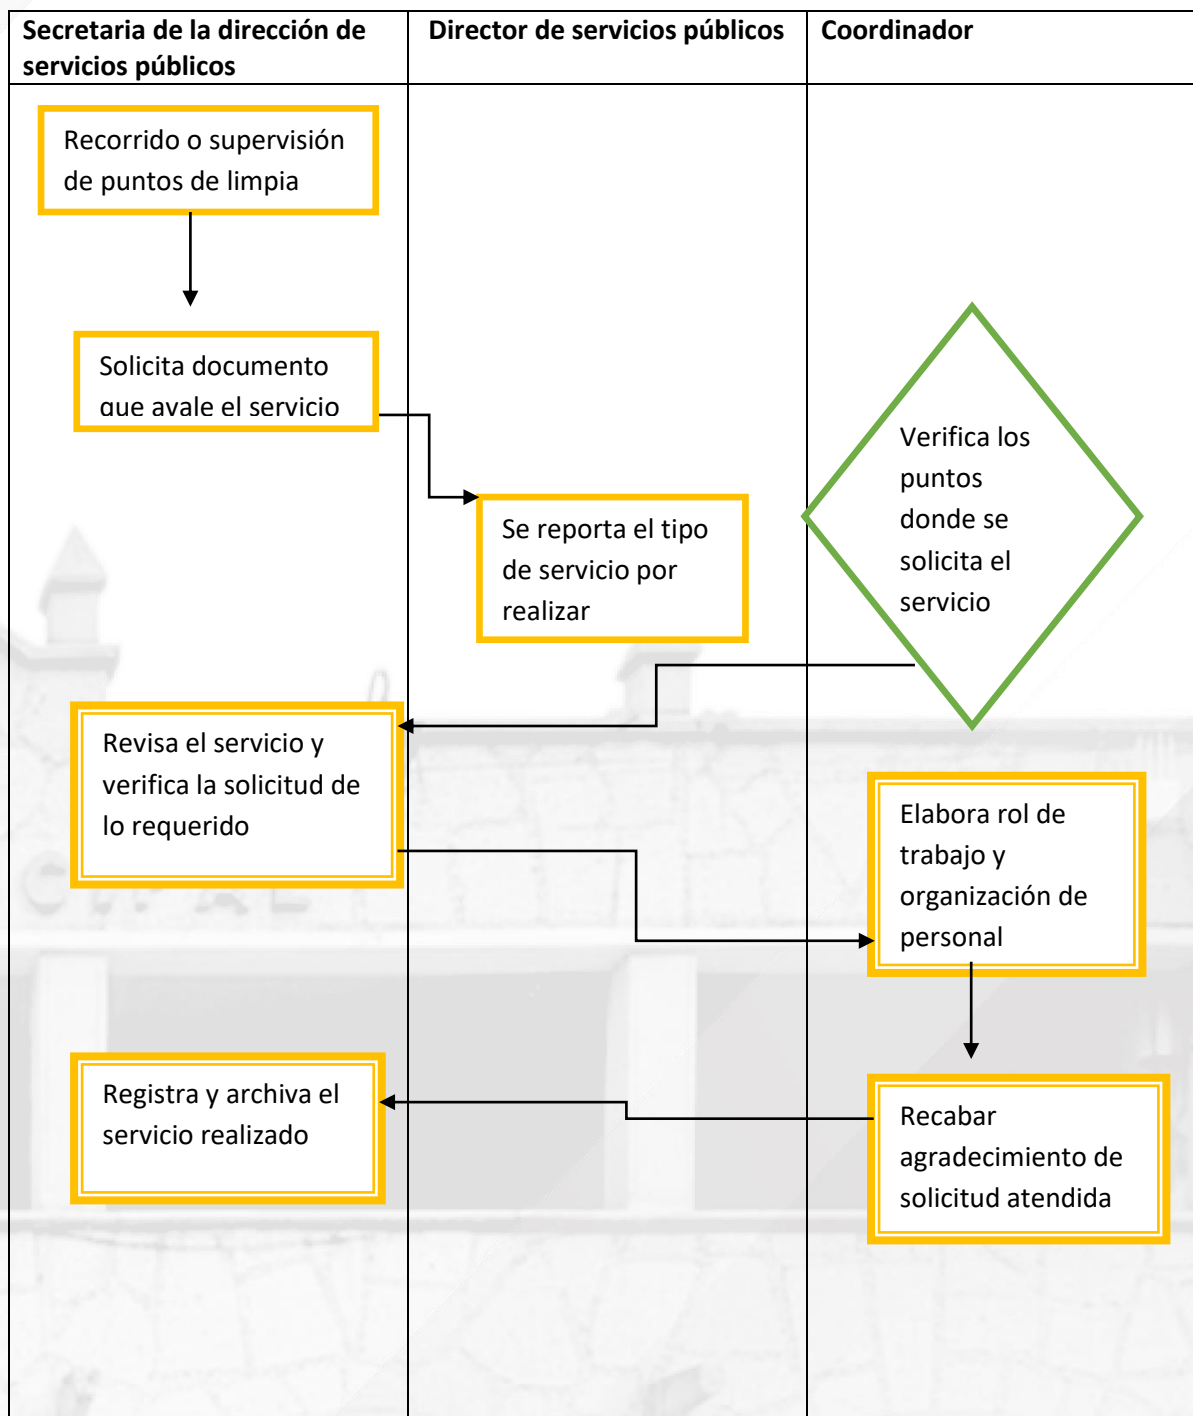 Secretaria de la dirección de
servicios públicos
Director de servicios públicos
Coordinador
Recorrido o supervisión
de puntos de limpia
Solicita documento
que avale el servicio
Verifica los
puntos
donde se
solicita el
servicio
Se reporta el tipo
de servicio por
realizar
Revisa el servicio y
verifica la solicitud de
lo requerido
Elabora rol de
trabajo y
organización de
personal
Registra y archiva el
servicio realizado
Recabar
agradecimiento de
solicitud atendida